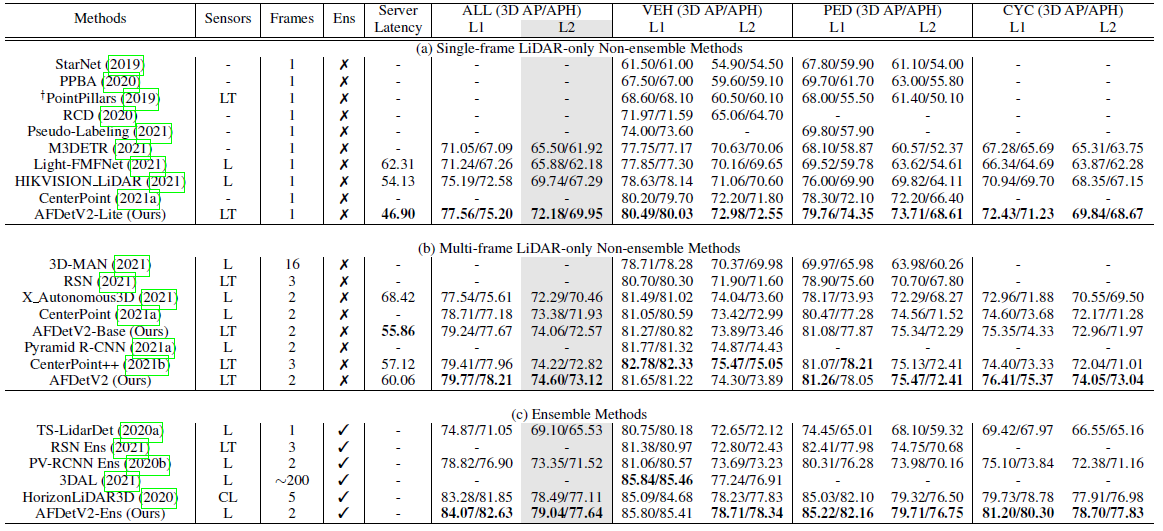 Methods Sensors Frames Ens Server Latency ALL (3D AP/APH) VEH (3D AP/APH) PED (3D AP/APH) CYC (3D AP/APH)
L1 L2 L1 L2 L1 L2 L1 L2
(a) Single-frame LiDAR-only Non-ensemble Methods
StarNet (2019) - 1 ✗ - - - 61.50/61.00 54.90/54.50 67.80/59.90 61.10/54.00 - -
PPBA (2020) - 1 ✗ - - - 67.50/67.00 59.60/59.10 69.70/61.70 63.00/55.80 - -
†PointPillars (2019) LT 1 ✗ - - - 68.60/68.10 60.50/60.10 68.00/55.50 61.40/50.10 - -
RCD (2020) - 1 ✗ - - - 71.97/71.59 65.06/64.70 - - - -
Pseudo-Labeling (2021) - 1 ✗ - - - 74.00/73.60 - 69.80/57.90 - - -
M3DETR (2021) - 1 ✗ - 71.05/67.09 65.50/61.92 77.75/77.17 70.63/70.06 68.10/58.87 60.57/52.37 67.28/65.69 65.31/63.75
Light-FMFNet (2021) L 1 ✗ 62.31 71.24/67.26 65.88/62.18 77.85/77.30 70.16/69.65 69.52/59.78 63.62/54.61 66.34/64.69 63.87/62.28
HIKVISION_LiDAR (2021) L 1 ✗ 54.13 75.19/72.58 69.74/67.29 78.63/78.14 71.06/70.60 76.00/69.90 69.82/64.11 70.94/69.70 68.35/67.15
CenterPoint (2021a) - 1 ✗ - - - 80.20/79.70 72.20/71.80 78.30/72.10 72.20/66.40 - -
AFDetV2-Lite (Ours) LT 1 ✗ 46.90 77.56/75.20 72.18/69.95 80.49/80.03 72.98/72.55 79.76/74.35 73.71/68.61 72.43/71.23 69.84/68.67
(b) Multi-frame LiDAR-only Non-ensemble Methods
3D-MAN (2021) L 16 ✗ - - - 78.71/78.28 70.37/69.98 69.97/65.98 63.98/60.26 - -
RSN (2021) LT 3 ✗ - - - 80.70/80.30 71.90/71.60 78.90/75.60 70.70/67.80 - -
X_Autonomous3D (2021) L 2 ✗ 68.42 77.54/75.61 72.29/70.46 81.49/81.02 74.04/73.60 78.17/73.93 72.29/68.27 72.96/71.88 70.55/69.50
CenterPoint (2021a) L 2 ✗ - 78.71/77.18 73.38/71.93 81.05/80.59 73.42/72.99 80.47/77.28 74.56/71.52 74.60/73.68 72.17/71.28
AFDetV2-Base (Ours) LT 2 ✗ 55.86 79.24/77.67 74.06/72.57 81.27/80.82 73.89/73.46 81.08/77.87 75.34/72.29 75.35/74.33 72.96/71.97
Pyramid R-CNN (2021a) L 2 ✗ - - - 81.77/81.32 74.87/74.43 - - - -
CenterPoint++ (2021b) LT 3 ✗ 57.12 79.41/77.96 74.22/72.82 82.78/82.33 75.47/75.05 81.07/78.21 75.13/72.41 74.40/73.33 72.04/71.01
AFDetV2 (Ours) LT 2 ✗ 60.06 79.77/78.21 74.60/73.12 81.65/81.22 74.30/73.89 81.26/78.05 75.47/72.41 76.41/75.37 74.05/73.04
(c) Ensemble Methods
TS-LidarDet (2020a) L 1 ✓ - 74.87/71.05 69.10/65.53 80.75/80.18 72.65/72.12 74.45/65.01 68.10/59.32 69.42/67.97 66.55/65.16
RSN Ens (2021) LT 3 ✓ - - - 81.38/80.97 72.80/72.43 82.41/77.98 74.75/70.68 - -
PV-RCNN Ens (2020b) L 2 ✓ - 78.82/76.90 73.35/71.52 81.06/80.57 73.69/73.23 80.31/76.28 73.98/70.16 75.10/73.84 72.38/71.16
3DAL (2021) L ∼200 ✓ - - - 85.84/85.46 77.24/76.91 - - - -
HorizonLiDAR3D (2020) CL 5 ✓ - 83.28/81.85 78.49/77.11 85.09/84.68 78.23/77.83 85.03/82.10 79.32/76.50 79.73/78.78 77.91/76.98
AFDetV2-Ens (Ours) L 2 ✓ - 84.07/82.63 79.04/77.64 85.80/85.41 78.71/78.34 85.22/82.16 79.71/76.75 81.20/80.30 78.70/77.83